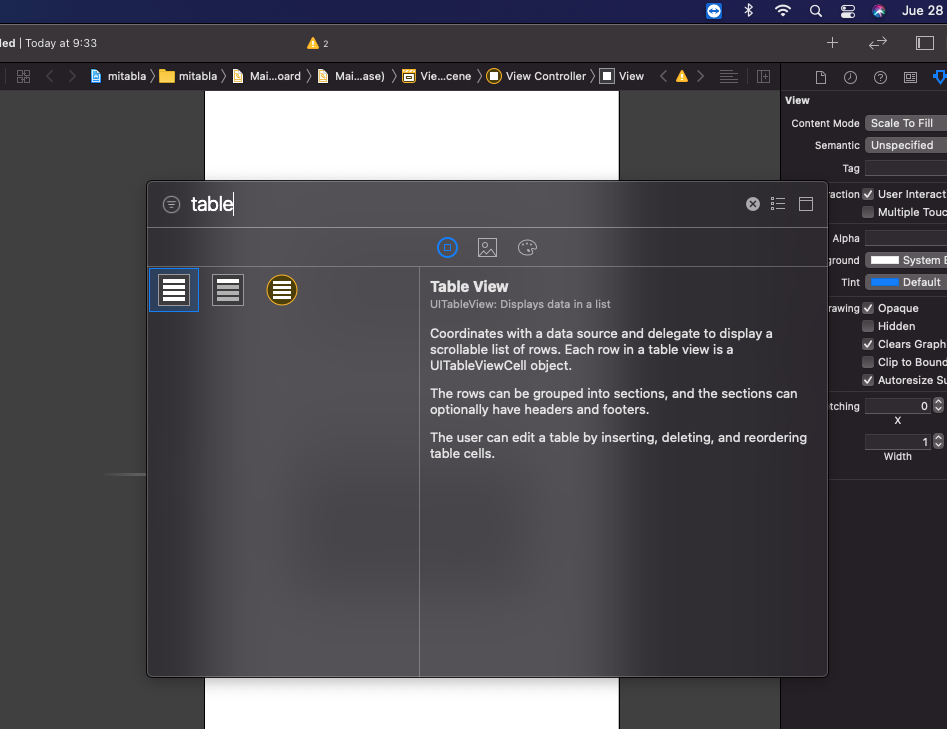 Jue 28
led | Today at 9:33
2
mitabla
mitabla
Mai...oard
Mai...ase)
Vie...cene
View Controller
View
View
Content Mode
Scale To Fill
Semantic
Unspecified
Tag
table
raction
User Interact
Multiple Touc
Alpha
ground
System B
Tint
Default
rawing
Opaque
Hidden
Clears Graph
Clip to Bound
Autoresize Su
tching
0
X
1
Width
Table View
UITableView: Displays data in a list
Coordinates with a data source and delegate to display a
scrollable list of rows. Each row in a table view is a
UITableViewCell object.
The rows can be grouped into sections, and the sections can
optionally have headers and footers.
The user can edit a table by inserting, deleting, and reordering
table cells.